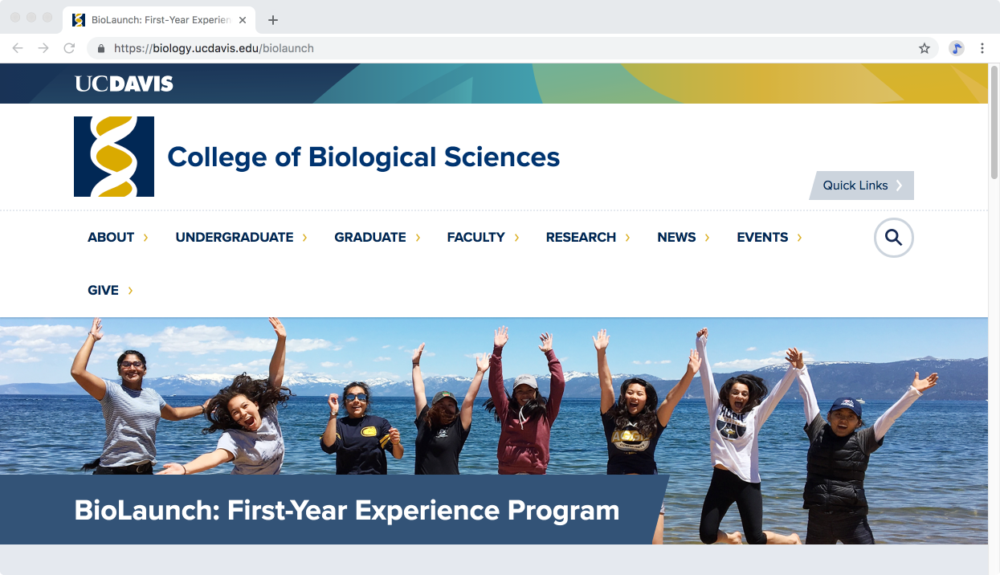 BioLaunch: First-Year Experien
https://biology.ucdavis.edu/biolaunch
UCDAVIS
College of Biological Sciences
Quick Links
ABOUT UNDERGRADUATE GRADUATE FACULTY RESEARCH NEWS EVENTS
GIVE
BioLaunch: First-Year Experience Program